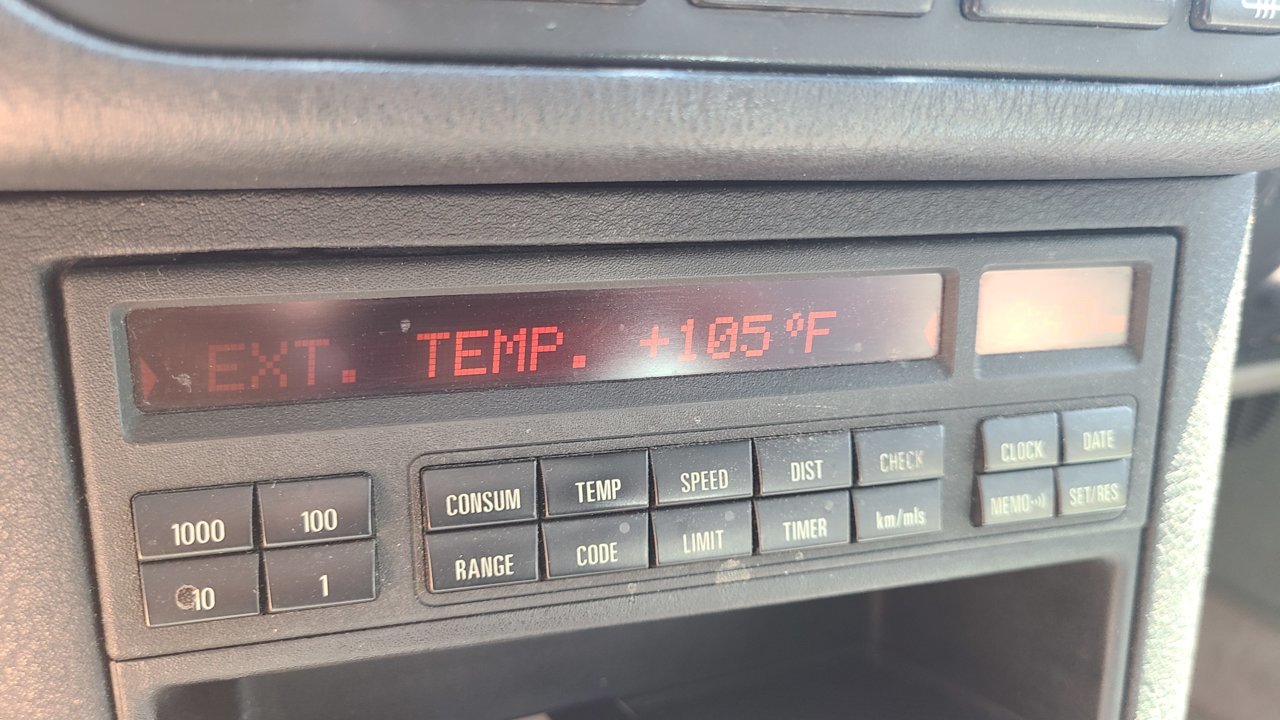 EXT. TEMP. +105°F
1000 100
10 1
CONSUM TEMP SPEED DIST CHECK
RANGE CODE LIMIT TIMER km/mls
CLOCK DATE
MEMO SET/RES